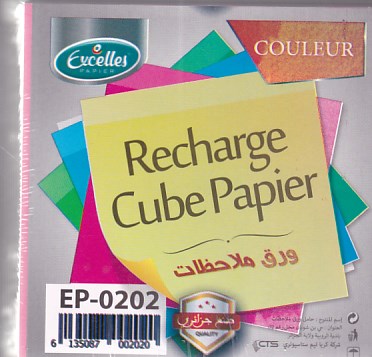 Excelles
PAPIER
COULEUR
Recharge
Cube Papier
ورق ملاحظات
EP-0202
6 135087 002020
صنع جزائري
QUALITY
CTS